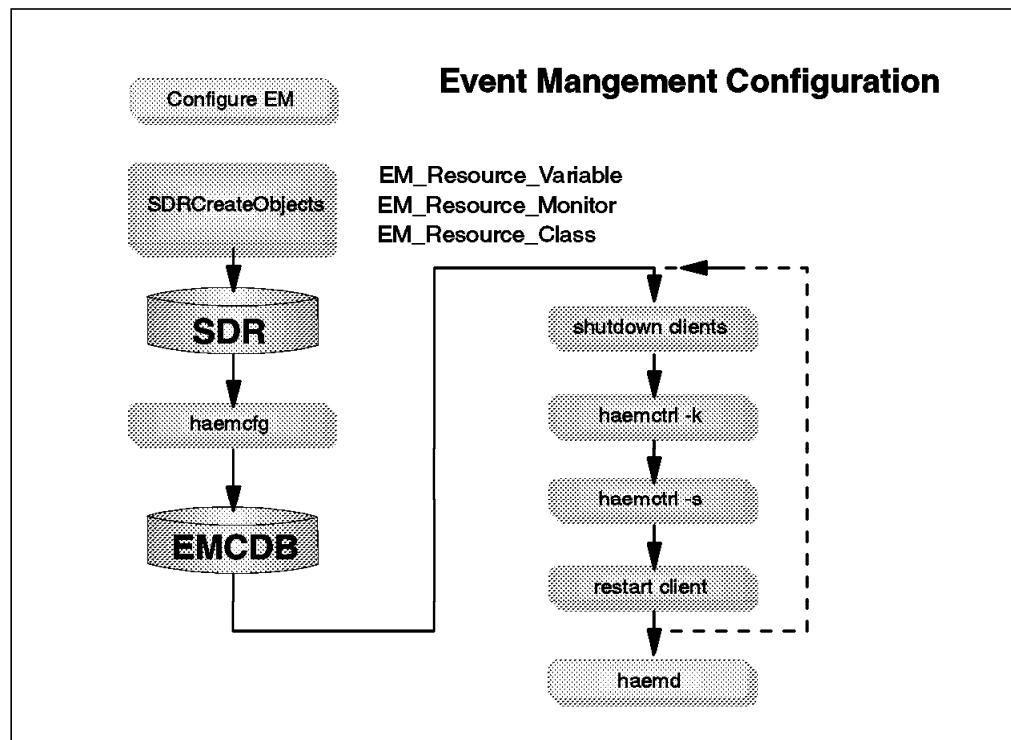 Event Mangement Configuration
Configure EM
SDRCreateObjects
EM_Resource_Variable
EM_Resource_Monitor
EM_Resource_Class
SDR
haemcfg
EMCDB
shutdown clients
haemctrl -k
haemctrl -s
restart client
haemd